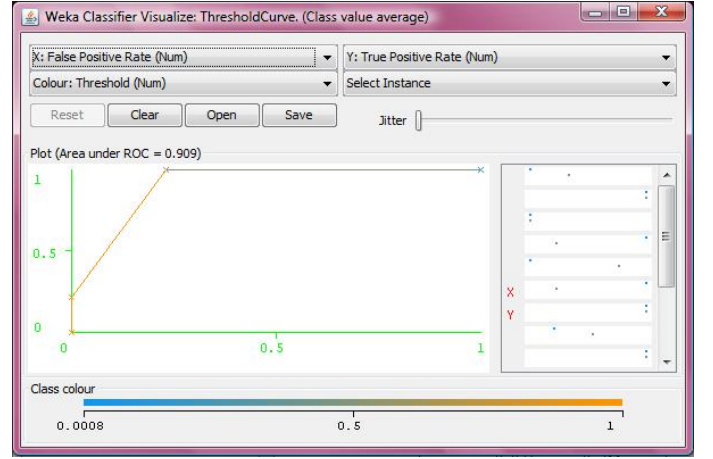 Weka Classifier Visualize: ThresholdCurve. (Class value average)
X: False Positive Rate (Num) Y: True Positive Rate (Num)
Colour: Threshold (Num) Select Instance
Reset Clear Open Save Jitter
Plot (Area under ROC = 0.909)
1
0.5
X
Y
0
0 0.5 1
Class colour
0.0008 0.5 1